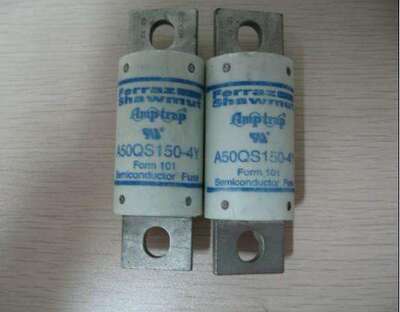 Ferraz
Shawmut
Amp-trap
A50QS150-4Y
Form 101
Semiconductor Fuse
Ferraz
Shawmut
Amp-trap
A50QS150-4Y
Form 101
Semiconductor Fuse